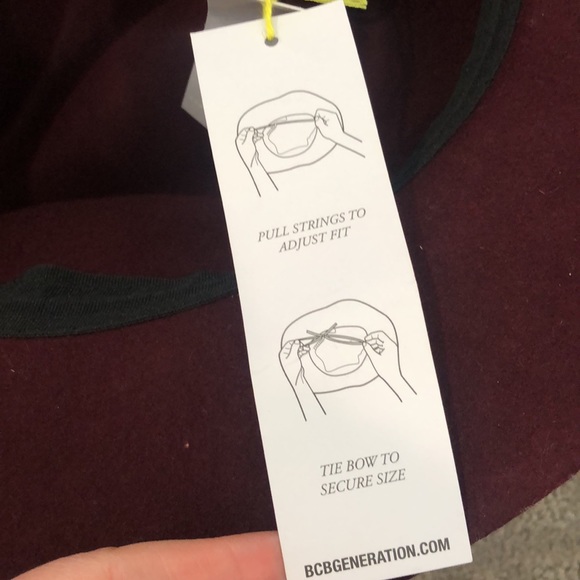 PULL STRINGS TO
ADJUST FIT
TIE BOW TO
SECURE SIZE
BCBGENERATION.COM